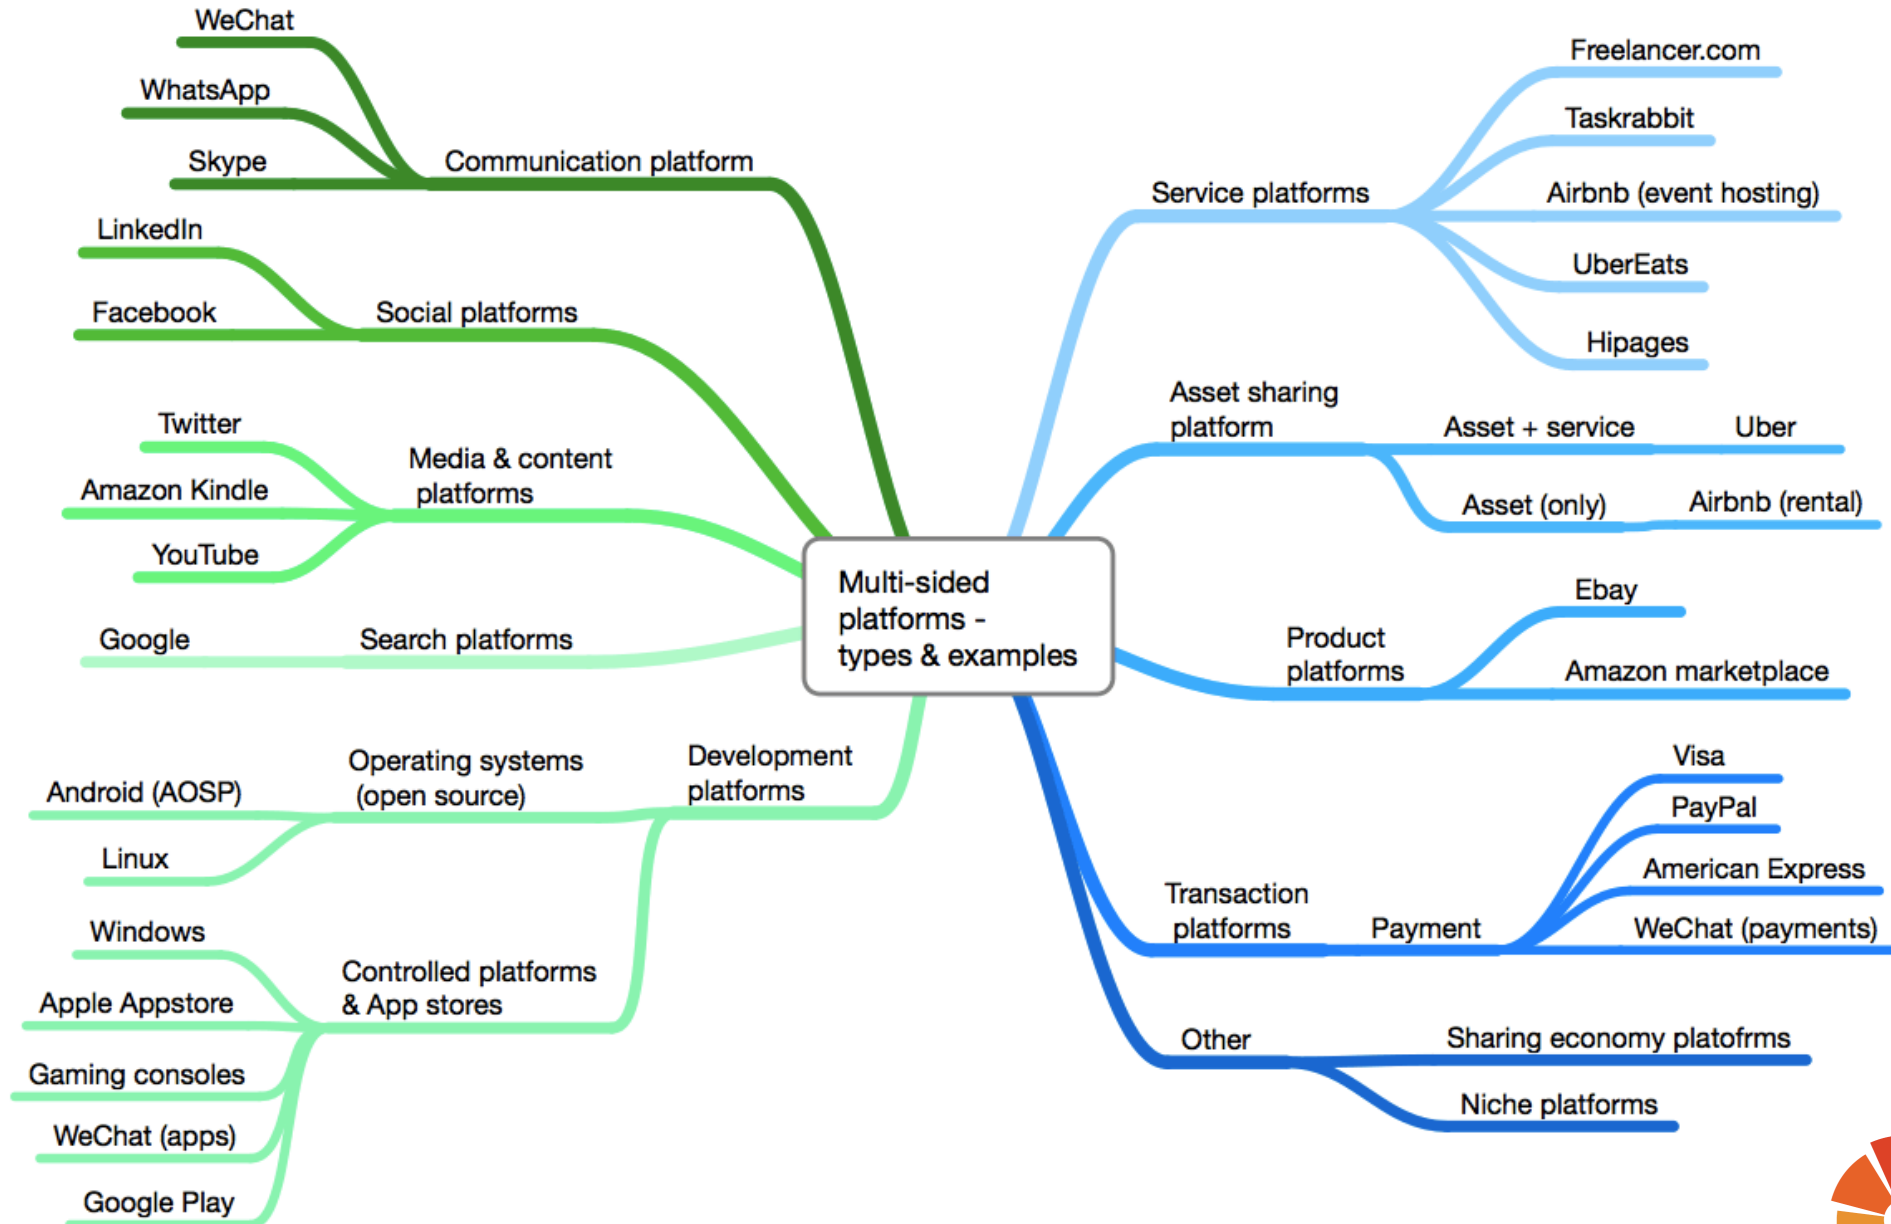 WeChat
WhatsApp
Skype
Communication platform
LinkedIn
Facebook
Social platforms
Twitter
Amazon Kindle
YouTube
Media & content
platforms
Google
Search platforms
Android (AOSP)
Linux
Operating systems
(open source)
Development
platforms
Windows
Apple Appstore
Gaming consoles
WeChat (apps)
Google Play
Controlled platforms
& App stores
Multi-sided
platforms -
types & examples
Service platforms
Freelancer.com
Taskrabbit
Airbnb (event hosting)
UberEats
Hipages
Asset sharing
platform
Asset + service
Uber
Asset (only)
Airbnb (rental)
Product
platforms
Ebay
Amazon marketplace
Transaction
platforms
Payment
Visa
PayPal
American Express
WeChat (payments)
Other
Sharing economy platofrms
Niche platforms